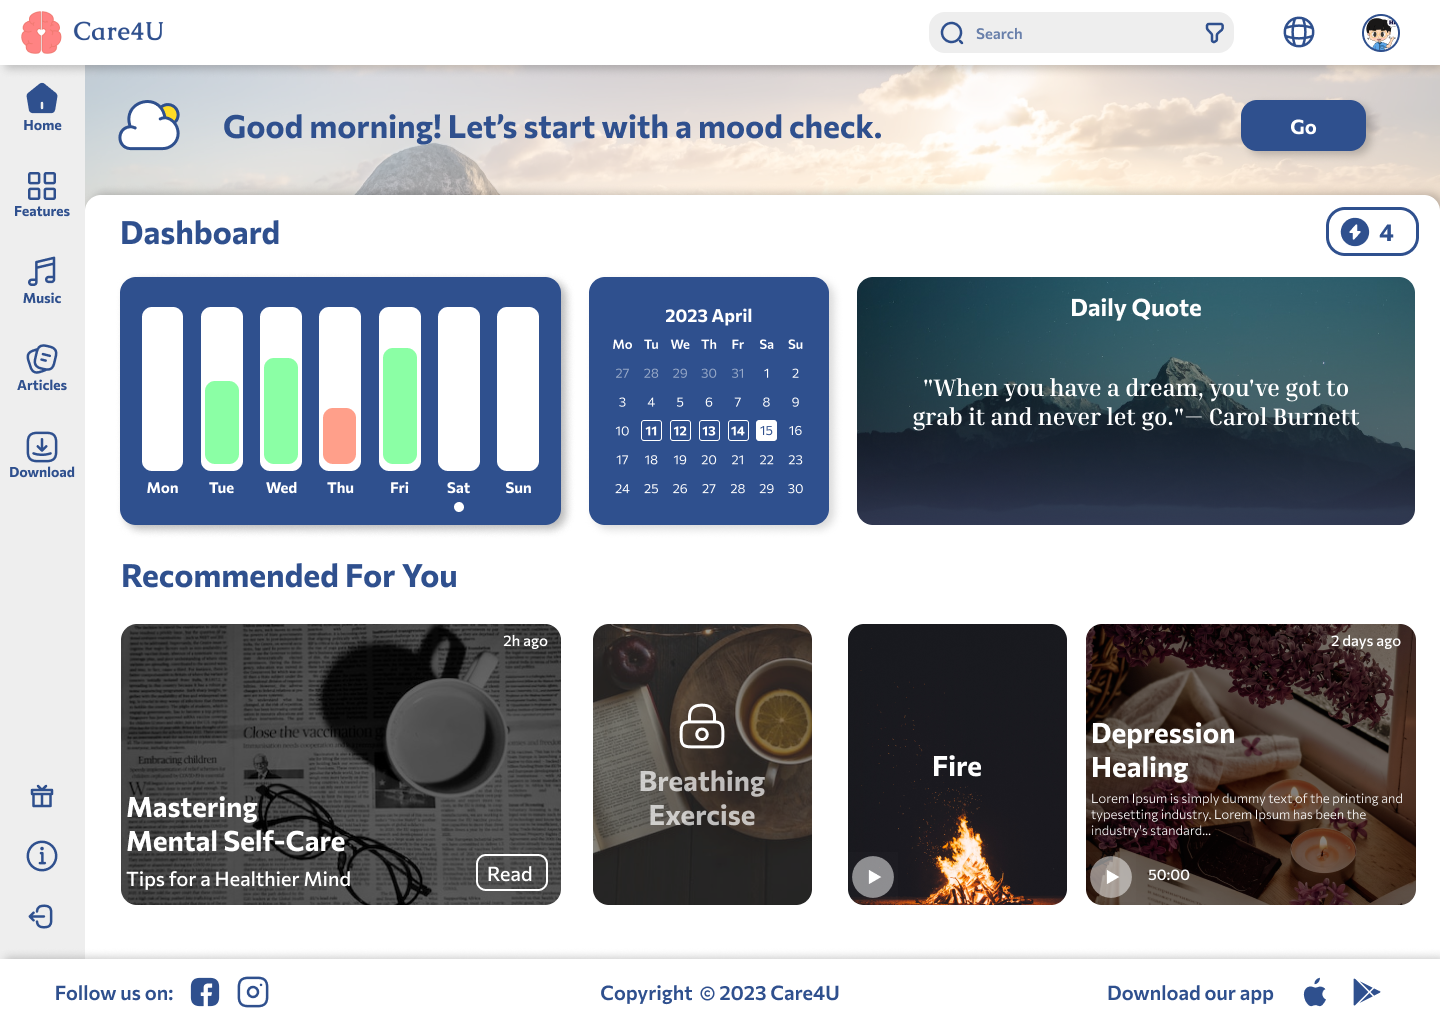 Care4U
Search
Home
Features
Music
Articles
Download
Good morning! Let's start with a mood check.
Go
Dashboard
4
Mon Tue Wed Thu Fri Sat Sun
2023 April
Mo Tu We Th Fr Sa Su
27 28 29 30 31 1 2
3 4 5 6 7 8 9
10 11 12 13 14 15 16
17 18 19 20 21 22 23
24 25 26 27 28 29 30
Daily Quote
"When you have a dream, you've got to
grab it and never let go."— Carol Burnett
Recommended For You
2h ago
Close the vaccination
Embracing children
Mastering
Mental Self-Care
Tips for a Healthier Mind
Read
Breathing
Exercise
Fire
2 days ago
Depression
Healing
Lorem Ipsum is simply dummy text of the printing and
typesetting industry. Lorem Ipsum has been the
industry's standard...
50:00
Follow us on:
Copyright © 2023 Care4U
Download our app